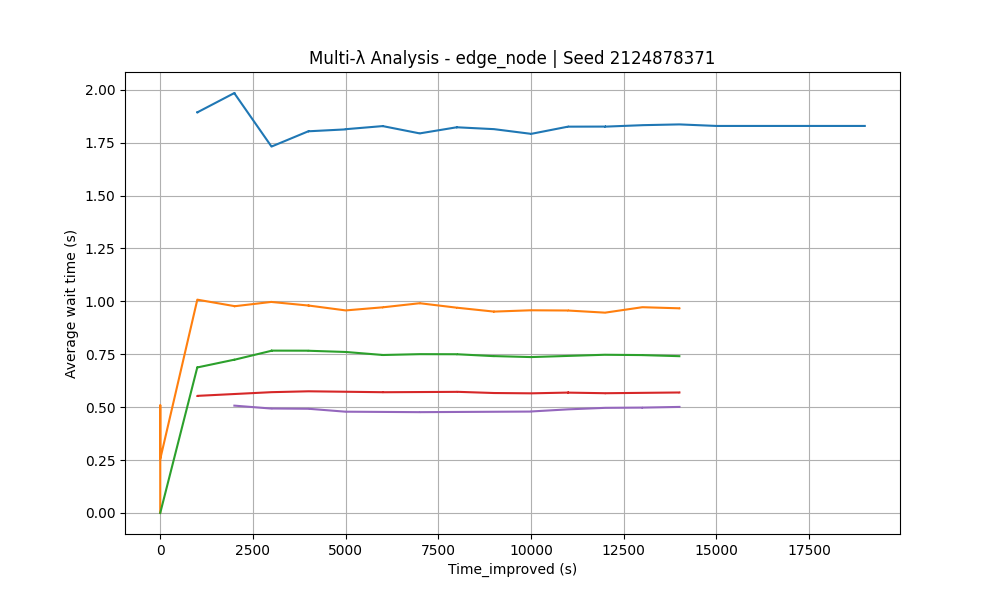 Multi-λ Analysis - edge_node | Seed 2124878371
Average wait time (s)
2.00
1.75
1.50
1.25
1.00
0.75
0.50
0.25
0.00
0 2500 5000 7500 10000 12500 15000 17500
Time_improved (s)